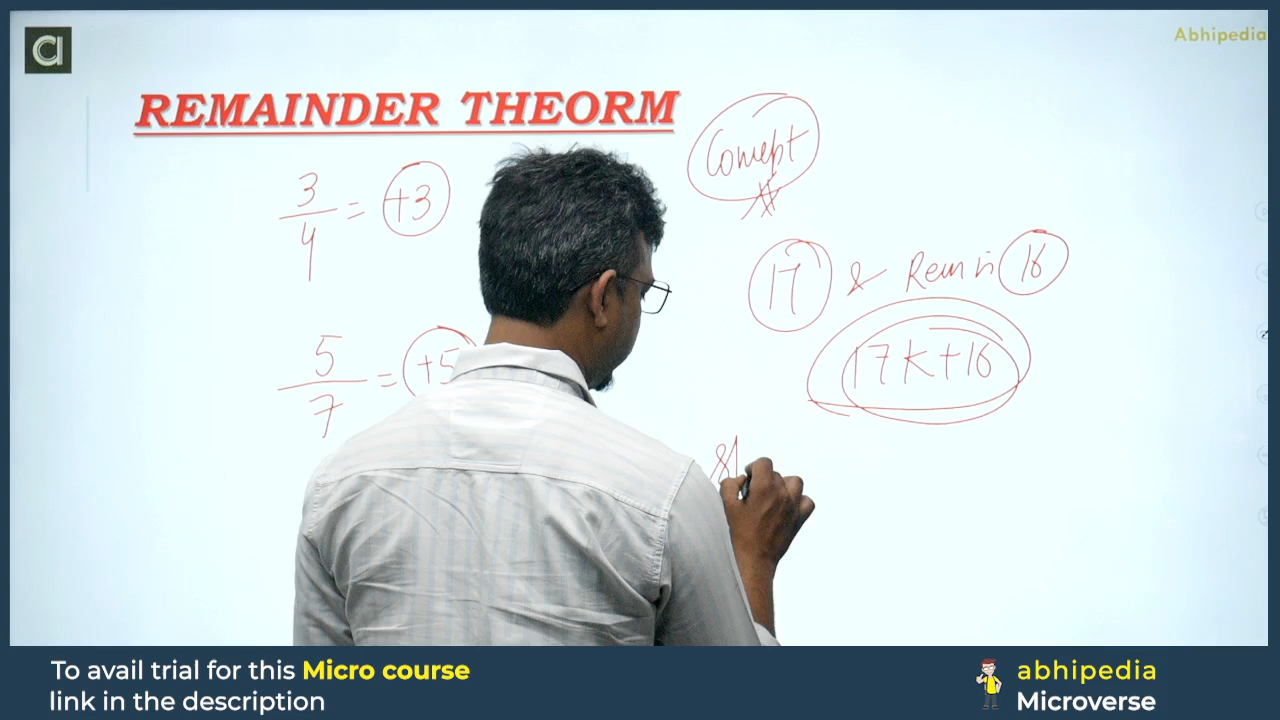 Abhipedia
REMAINDER THEORM
Concept
3/4 = +3
17 & Rem is 16
17K+16
5/7 = +5
To avail trial for this Micro course
link in the description
abhipedia
Microverse